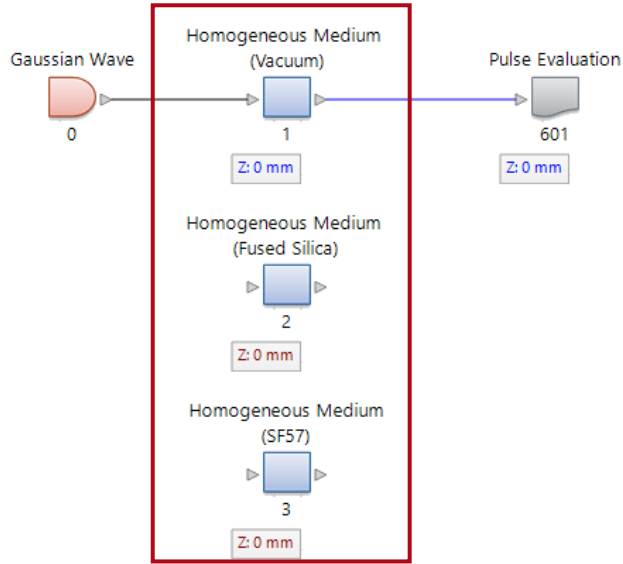 Gaussian Wave
0
Homogeneous Medium
(Vacuum)
1
Z: 0 mm
Pulse Evaluation
601
Z: 0 mm
Homogeneous Medium
(Fused Silica)
2
Z: 0 mm
Homogeneous Medium
(SF57)
3
Z: 0 mm